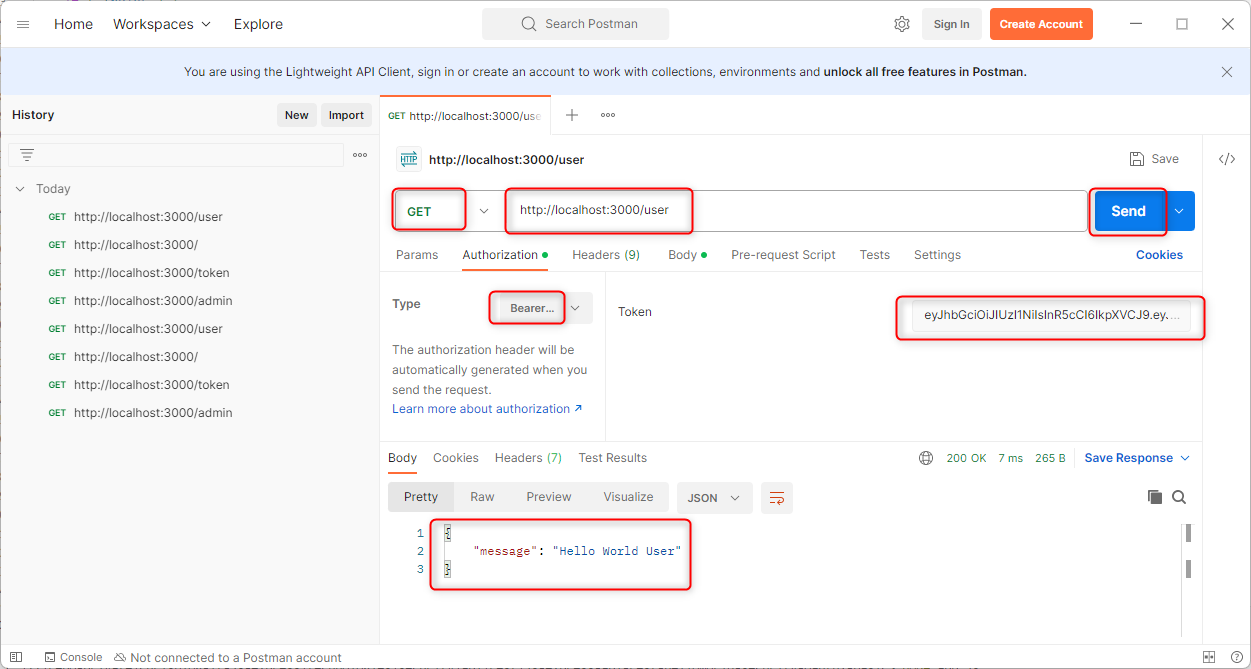 Home Workspaces Explore Search Postman Sign In Create Account
You are using the Lightweight API Client, sign in or create an account to work with collections, environments and unlock all free features in Postman.
History New Import
GET http://localhost:3000/use
HTTP http://localhost:3000/user Save
Today
GET http://localhost:3000/user
GET http://localhost:3000/
GET http://localhost:3000/token
GET http://localhost:3000/admin
GET http://localhost:3000/user
GET http://localhost:3000/
GET http://localhost:3000/token
GET http://localhost:3000/admin
GET http://localhost:3000/user Send
Params Authorization Headers (9) Body Pre-request Script Tests Settings Cookies
Type Bearer...
The authorization header will be
automatically generated when you
send the request.
Learn more about authorization ↗
Token eyJhbGciOiJIUzI1NiIsInR5cCI6IkpXVCJ9.ey....
Body Cookies Headers (7) Test Results 200 OK 7 ms 265 B Save Response
Pretty Raw Preview Visualize JSON
1 {
2 "message": "Hello World User"
3 }
Console Not connected to a Postman account